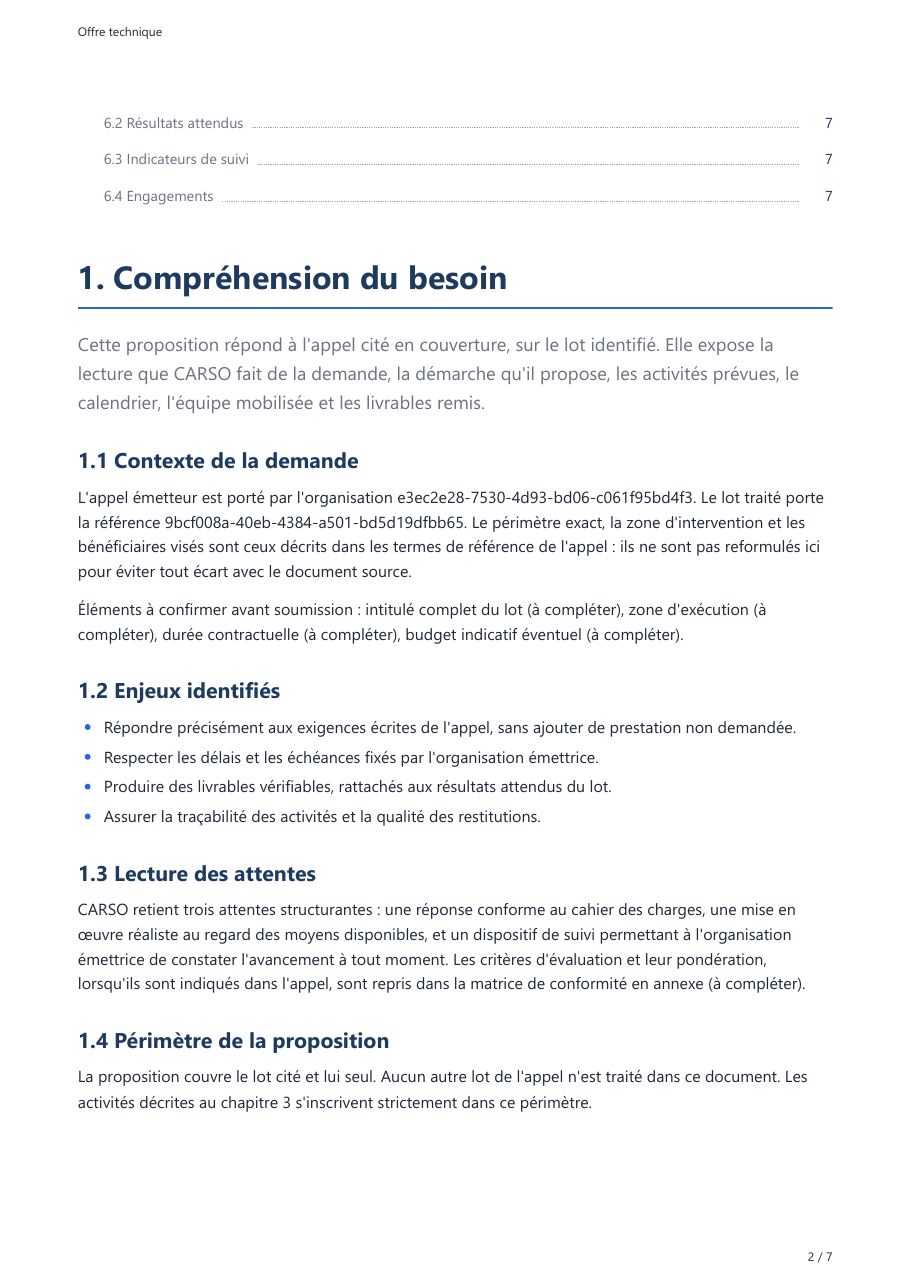 Offre technique
6.2 Résultats attendus 7
6.3 Indicateurs de suivi 7
6.4 Engagements 7
1. Compréhension du besoin
Cette proposition répond à l'appel cité en couverture, sur le lot identifié. Elle expose la
lecture que CARSO fait de la demande, la démarche qu'il propose, les activités prévues, le
calendrier, l'équipe mobilisée et les livrables remis.
1.1 Contexte de la demande
L'appel émetteur est porté par l'organisation e3ec2e28-7530-4d93-bd06-c061f95bd4f3. Le lot traité porte
la référence 9bcf008a-40eb-4384-a501-bd5d19dfbb65. Le périmètre exact, la zone d'intervention et les
bénéficiaires visés sont ceux décrits dans les termes de référence de l'appel : ils ne sont pas reformulés ici
pour éviter tout écart avec le document source.
Éléments à confirmer avant soumission : intitulé complet du lot (à compléter), zone d'exécution (à
compléter), durée contractuelle (à compléter), budget indicatif éventuel (à compléter).
1.2 Enjeux identifiés
• Répondre précisément aux exigences écrites de l'appel, sans ajouter de prestation non demandée.
• Respecter les délais et les échéances fixés par l'organisation émettrice.
• Produire des livrables vérifiables, rattachés aux résultats attendus du lot.
• Assurer la traçabilité des activités et la qualité des restitutions.
1.3 Lecture des attentes
CARSO retient trois attentes structurantes : une réponse conforme au cahier des charges, une mise en
œuvre réaliste au regard des moyens disponibles, et un dispositif de suivi permettant à l'organisation
émettrice de constater l'avancement à tout moment. Les critères d'évaluation et leur pondération,
lorsqu'ils sont indiqués dans l'appel, sont repris dans la matrice de conformité en annexe (à compléter).
1.4 Périmètre de la proposition
La proposition couvre le lot cité et lui seul. Aucun autre lot de l'appel n'est traité dans ce document. Les
activités décrites au chapitre 3 s'inscrivent strictement dans ce périmètre.
2 / 7